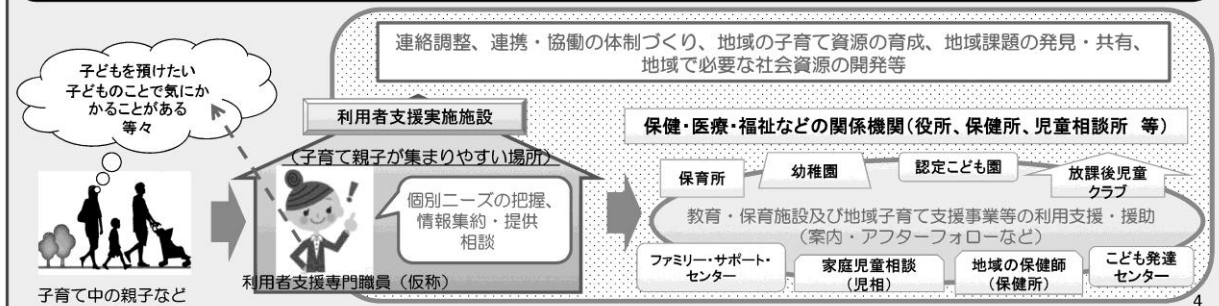 連絡調整、連携・協働の体制づくり、地域の子育て資源の育成、地域課題の発見・共有、
地域で必要な社会資源の開発等
子どもを預けたい
子どものことで気にか
かることがある
等々
利用者支援実施施設
(子育て親子が集まりやすい場所)
個別ニーズの把握、
情報集約・提供
相談
利用者支援専門職員(仮称)
子育て中の親子など
保健・医療・福祉などの関係機関(役所、保健所、児童相談所 等)
保育所
幼稚園
認定こども園
放課後児童
クラブ
教育・保育施設及び地域子育て支援事業等の利用支援・援助
(案内・アフターフォローなど)
ファミリー・サポート・
センター
家庭児童相談
(児相)
地域の保健師
(保健所)
こども発達
センター
4